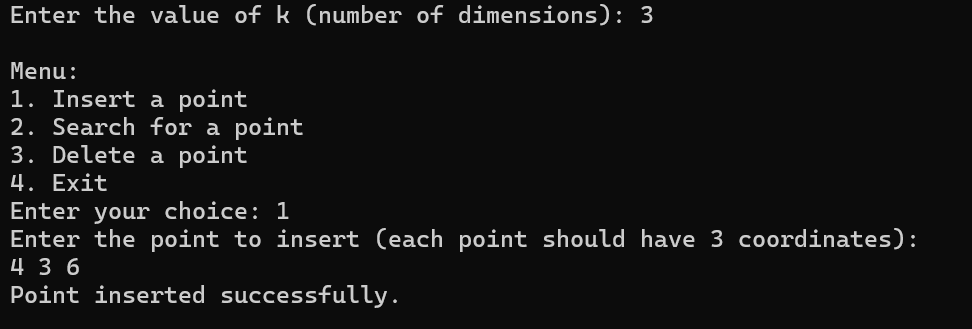 Enter the value of k (number of dimensions): 3
Menu:
1. Insert a point
2. Search for a point
3. Delete a point
4. Exit
Enter your choice: 1
Enter the point to insert (each point should have 3 coordinates):
4 3 6
Point inserted successfully.